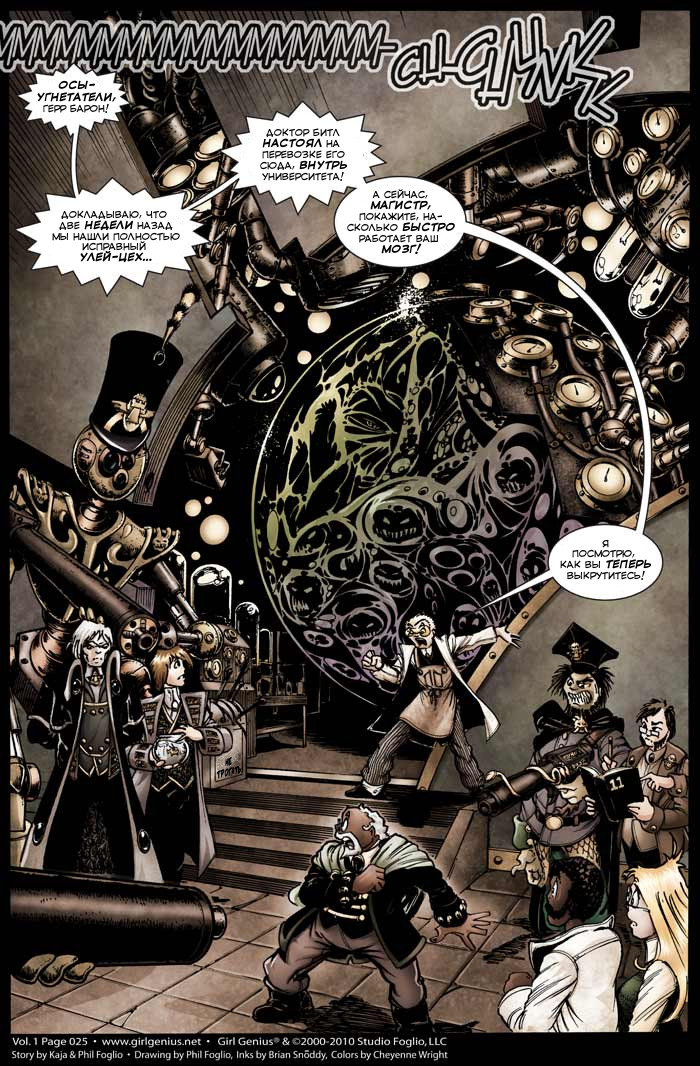 MMMMMMMMMMMMMMMMMM-
CH-CHUNK
ОСЫ-
УГНЕТАТЕЛИ,
ГЕРР БАРОН!
ДОКЛАДЫВАЮ, ЧТО
ДВЕ НЕДЕЛИ НАЗАД
МЫ НАШЛИ ПОЛНОСТЬЮ
ИСПРАВНЫЙ
УЛЕЙ-ЦЕХ...
ДОКТОР БИТЛ
НАСТОЯЛ НА
ПЕРЕВОЗКЕ ЕГО
СЮДА, ВНУТРЬ
УНИВЕРСИТЕТА!
А СЕЙЧАС,
МАГИСТР,
ПОКАЖИТЕ, НА-
СКОЛЬКО БЫСТРО
РАБОТАЕТ ВАШ
МОЗГ!
Я
ПОСМОТРЮ,
КАК ВЫ ТЕПЕРЬ
ВЫКРУТИТЕСЬ!
НЕ
ТРОГАТЬ
11
Vol. 1 Page 025 • www.girlgenius.net • Girl Genius® & ©2000-2010 Studio Foglio, LLC
Story by Kaja & Phil Foglio • Drawing by Phil Foglio, Inks by Brian Snōddy, Colors by Cheyenne Wright